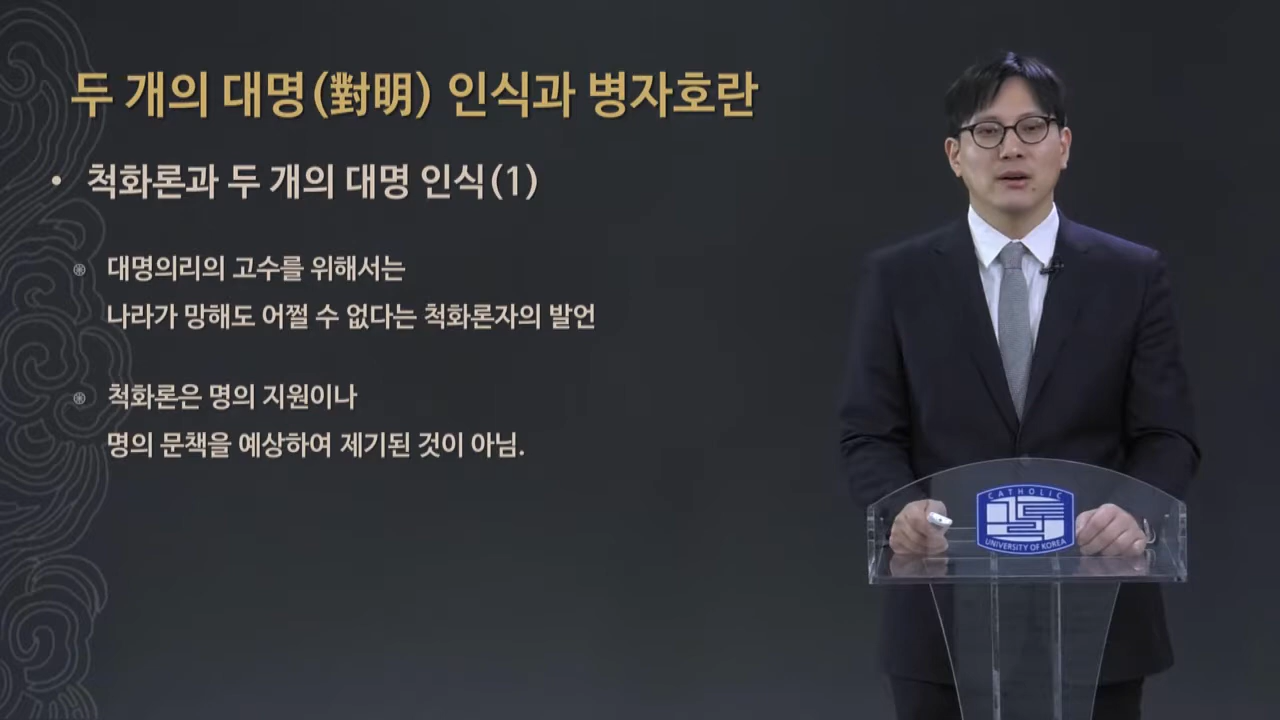 두 개의 대명(對明) 인식과 병자호란
• 척화론과 두 개의 대명 인식(1)
대명의리의 고수를 위해서는
나라가 망해도 어쩔 수 없다는 척화론자의 발언
척화론은 명의 지원이나
명의 문책을 예상하여 제기된 것이 아님.
CATHOLIC
UNIVERSITY OF KOREA